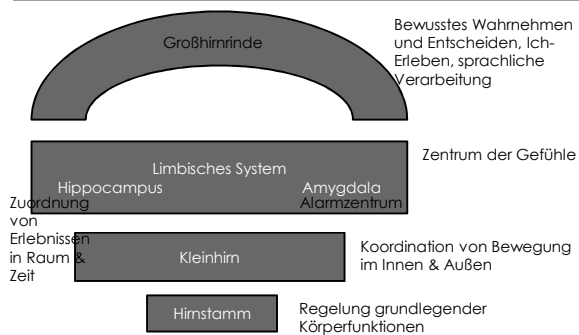 Großhirnrinde
Bewusstes Wahrnehmen
und Entscheiden, Ich-
Erleben, sprachliche
Verarbeitung
Limbisches System
Hippocampus
Amygdala
Alarmzentrum
Zentrum der Gefühle
Zuordnung
von
Erlebnissen
in Raum &
Zeit
Kleinhirn
Koordination von Bewegung
im Innen & Außen
Hirnstamm
Regelung grundlegender
Körperfunktionen